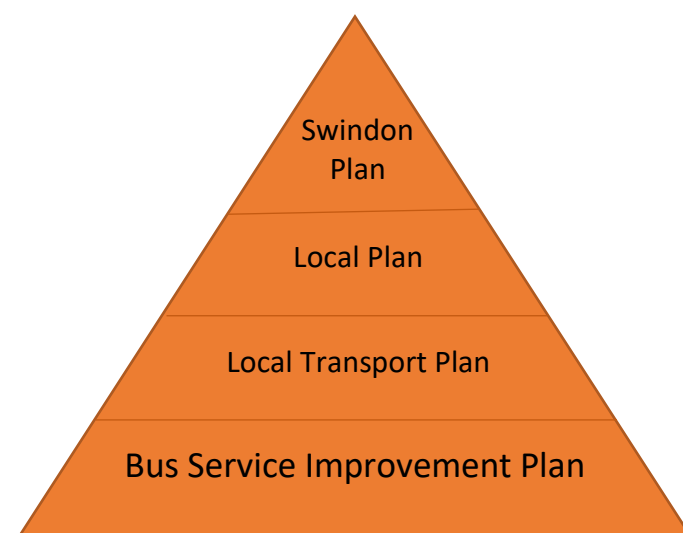 Swindon
Plan
Local Plan
Local Transport Plan
Bus Service Improvement Plan